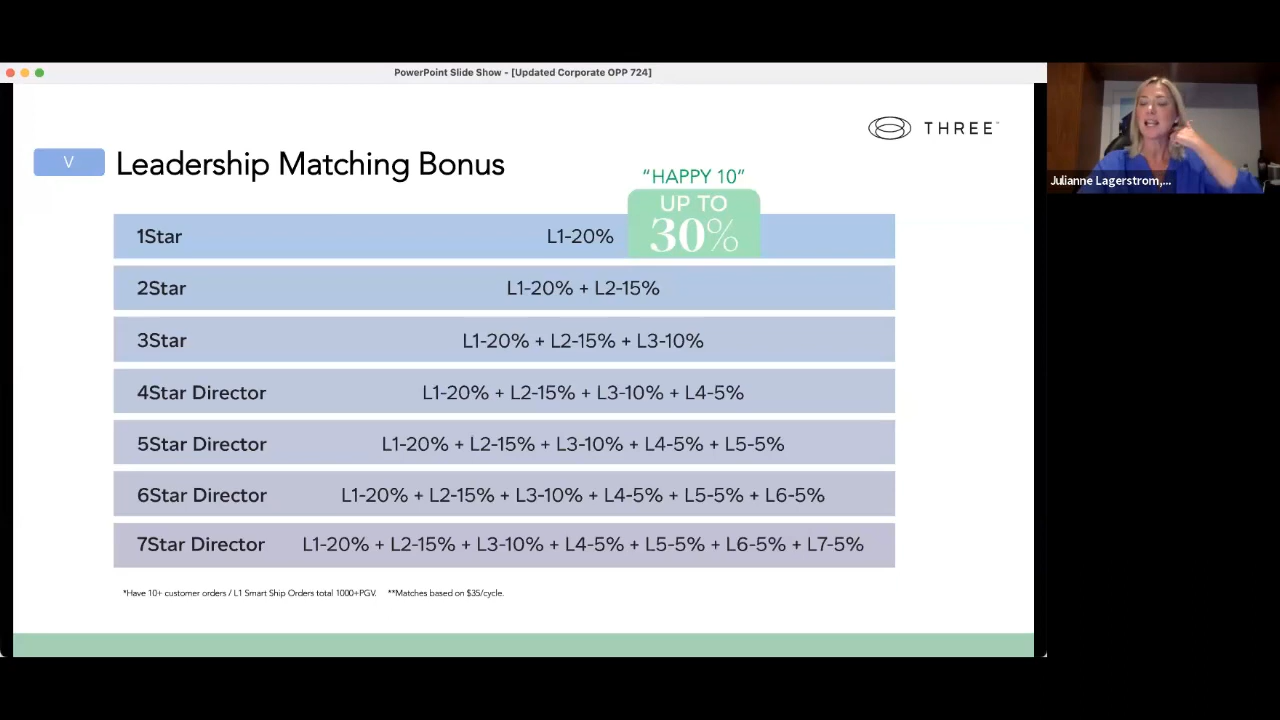 PowerPoint Slide Show - [Updated Corporate OPP 724]
THREE™
V
Leadership Matching Bonus
"HAPPY 10"
UP TO
30%
1Star L1-20%
2Star L1-20% + L2-15%
3Star L1-20% + L2-15% + L3-10%
4Star Director L1-20% + L2-15% + L3-10% + L4-5%
5Star Director L1-20% + L2-15% + L3-10% + L4-5% + L5-5%
6Star Director L1-20% + L2-15% + L3-10% + L4-5% + L5-5% + L6-5%
7Star Director L1-20% + L2-15% + L3-10% + L4-5% + L5-5% + L6-5% + L7-5%
*Have 10+ customer orders / L1 Smart Ship Orders total 1000+PGV. **Matches based on $35/cycle.
Julianne Lagerstrom,...